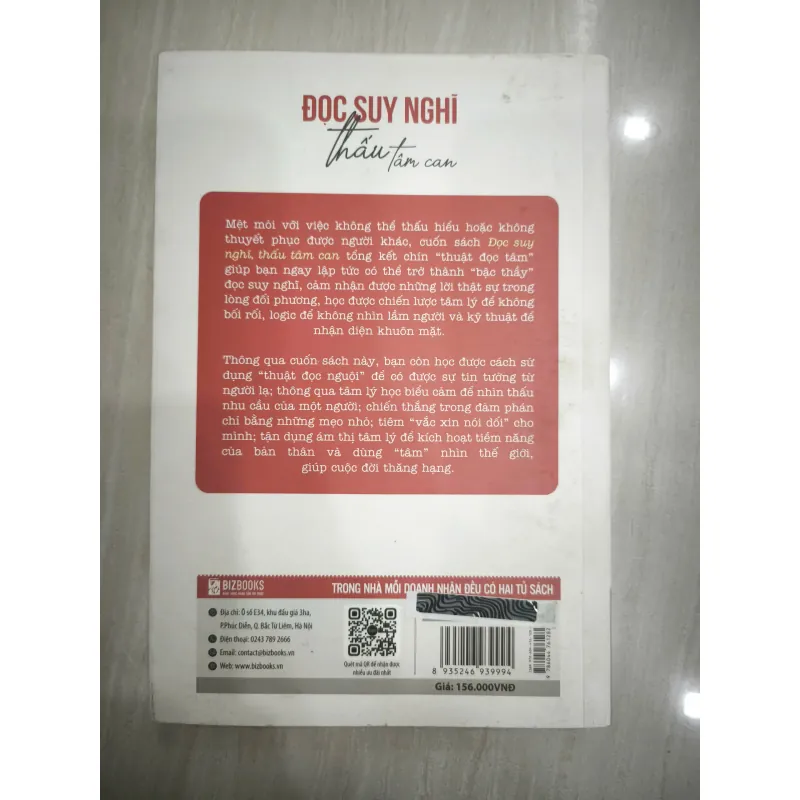 ĐỌC SUY NGHĨ
thấu tâm can
Mệt mỏi với việc không thể thấu hiểu hoặc không
thuyết phục được người khác, cuốn sách Đọc suy
nghĩ, thấu tâm can tổng kết chín “thuật đọc tâm”
giúp bạn ngay lập tức có thể trở thành “bậc thầy”
đọc suy nghĩ, cảm nhận được những lời thật sự trong
lòng đối phương, học được chiến lược tâm lý để không
bối rối, logic để không nhìn lầm người và kỹ thuật để
nhận diện khuôn mặt.
Thông qua cuốn sách này, bạn còn học được cách sử
dụng “thuật đọc nguội” để có được sự tin tưởng từ
người lạ; thông qua tâm lý học biểu cảm để nhìn thấu
nhu cầu của một người; chiến thắng trong đàm phán
chỉ bằng những mẹo nhỏ; tiêm “vắc xin nói dối” cho
mình; tận dụng ám thị tâm lý để kích hoạt tiềm năng
của bản thân và dùng “tâm” nhìn thế giới,
giúp cuộc đời thăng hạng.
BIZBOOKS
TRONG NHÀ MỖI DOANH NHÂN ĐỀU CÓ HAI TỦ SÁCH
Địa chỉ: Ô số E34, khu đấu giá 3ha,
P.Phúc Diễn, Q. Bắc Từ Liêm, Hà Nội
Điện thoại: 0243 789 2666
Email: contact@bizbooks.vn
Web: www.bizbooks.vn
Quét mã QR để nhận được
nhiều ưu đãi nhất
8 935246 939994
Giá: 156.000VNĐ